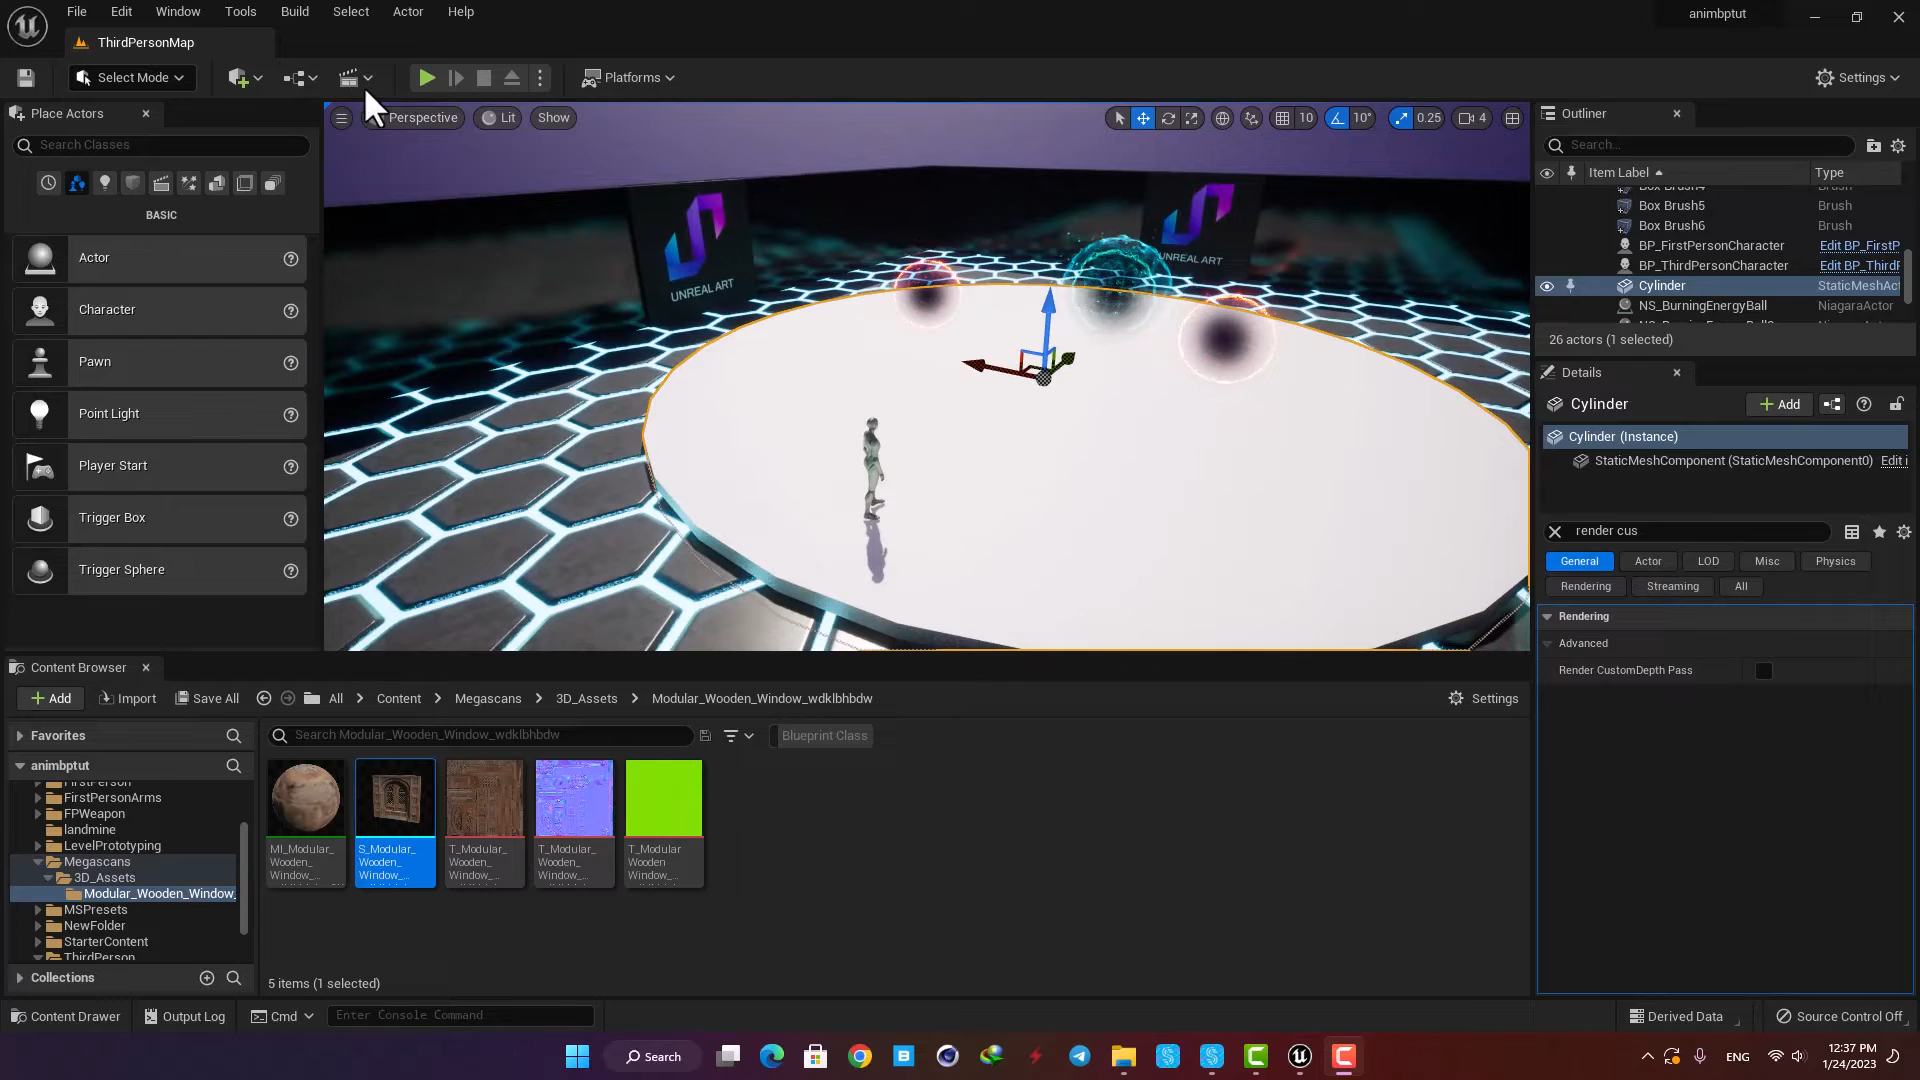 File Edit Window Tools Build Select Actor Help
animbptut
ThirdPersonMap
Select Mode
Platforms
Settings
Place Actors
Search Classes
BASIC
Actor
Character
Pawn
Point Light
Player Start
Trigger Box
Trigger Sphere
Perspective Lit Show
10 10° 0.25 4
UNREAL ART
UNREAL ART
Outliner
Search...
Item Label Type
Box Brush4 Brush
Box Brush5 Brush
Box Brush6 Brush
BP_FirstPersonCharacter Edit BP_FirstP
BP_ThirdPersonCharacter Edit BP_ThirdP
Cylinder StaticMeshAct
NS_BurningEnergyBall NiagaraActor
26 actors (1 selected)
Details
Cylinder
Add
Cylinder (Instance)
StaticMeshComponent (StaticMeshComponent0) Edit i
render cus
General Actor LOD Misc Physics
Rendering Streaming All
Rendering
Advanced
Render CustomDepth Pass
Content Browser
Add Import Save All All Content Megascans 3D_Assets Modular_Wooden_Window_wdklbhbdw Settings
Favorites
animbptut
FirstPerson
FirstPersonArms
FPWeapon
landmine
LevelPrototyping
Megascans
3D_Assets
Modular_Wooden_Window_
MSPresets
NewFolder
StarterContent
ThirdPerson
Collections
Search Modular_Wooden_Window_wdklbhbdw
Blueprint Class
MI_Modular_
Wooden_
Window_...
S_Modular_
Wooden_
Window_...
T_Modular_
Wooden_
Window_...
T_Modular_
Wooden_
Window_...
T_Modular
Wooden
Window_...
5 items (1 selected)
Content Drawer Output Log Cmd Enter Console Command
Derived Data Source Control Off
Search
ENG
12:37 PM
1/24/2023